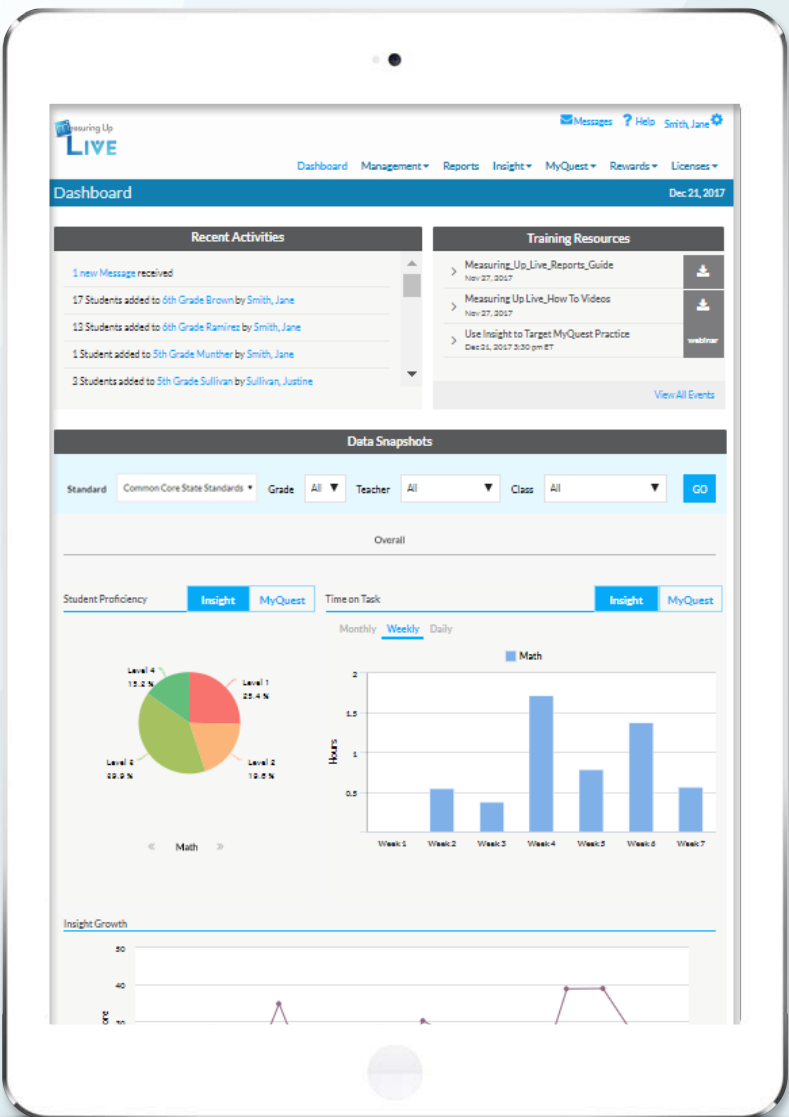 Measuring Up
LIVE
Messages ? Help Smith, Jane
Dashboard Management Reports Insight MyQuest Rewards Licenses
Dashboard Dec 21, 2017
Recent Activities
1 new Message received
17 Students added to 6th Grade Brown by Smith, Jane
13 Students added to 6th Grade Ramirez by Smith, Jane
1 Student added to 5th Grade Munther by Smith, Jane
3 Students added to 5th Grade Sullivan by Sullivan, Justine
Training Resources
Measuring_Up_Live_Reports_Guide
Nov 27, 2017
Measuring Up Live_How To Videos
Nov 27, 2017
Use Insight to Target MyQuest Practice
Dec 21, 2017 3:30 pm ET
webinar
View All Events
Data Snapshots
Standard Common Core State Standards Grade All Teacher All Class All GO
Overall
Student Proficiency Insight MyQuest
Level 4
15.2 %
Level 1
25.4 %
Level 3
Level 2
19.6 %
« Math »
Time on Task Insight MyQuest
Monthly Weekly Daily
Math
2
1.5
1
0.5
Hours
Week 1 Week 2 Week 3 Week 4 Week 5 Week 6 Week 7
Insight Growth
50
40